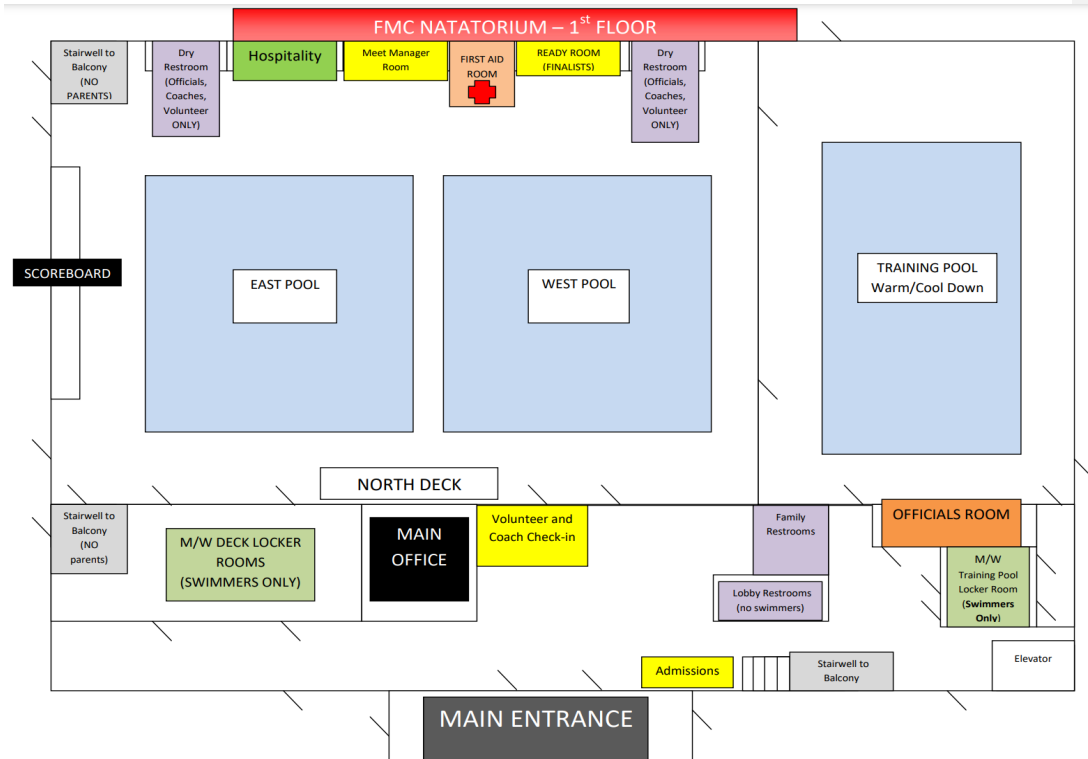 FMC NATATORIUM – 1st FLOOR
Stairwell to
Balcony
(NO
PARENTS)
Dry
Restroom
(Officials,
Coaches,
Volunteer
ONLY)
Hospitality
Meet Manager
Room
FIRST AID
ROOM
READY ROOM
(FINALISTS)
Dry
Restroom
(Officials,
Coaches,
Volunteer
ONLY)
SCOREBOARD
EAST POOL
WEST POOL
TRAINING POOL
Warm/Cool Down
NORTH DECK
Stairwell to
Balcony
(NO
parents)
M/W DECK LOCKER
ROOMS
(SWIMMERS ONLY)
MAIN
OFFICE
Volunteer and
Coach Check-in
Family
Restrooms
Lobby Restrooms
(no swimmers)
OFFICIALS ROOM
M/W
Training Pool
Locker Room
(Swimmers
Only)
Admissions
Stairwell to
Balcony
Elevator
MAIN ENTRANCE